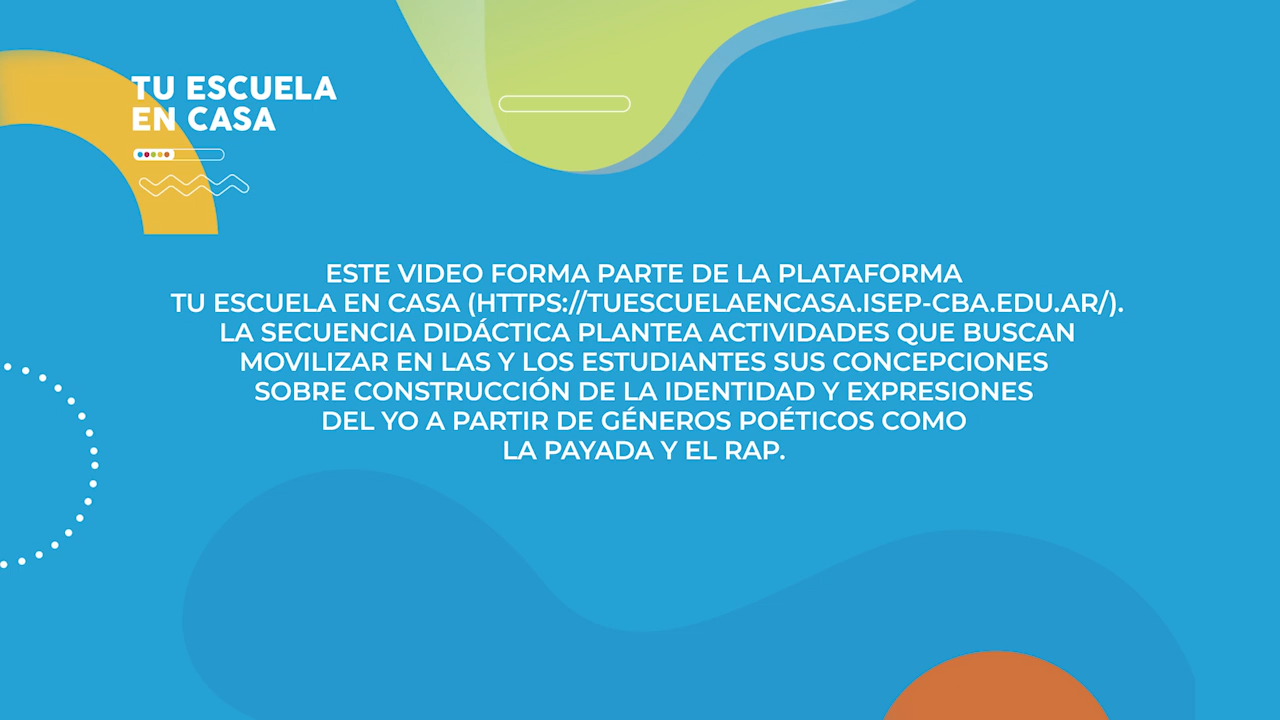 TU ESCUELA
EN CASA
ESTE VIDEO FORMA PARTE DE LA PLATAFORMA
TU ESCUELA EN CASA (HTTPS://TUESCUELAENCASA.ISEP-CBA.EDU.AR/).
LA SECUENCIA DIDÁCTICA PLANTEA ACTIVIDADES QUE BUSCAN
MOVILIZAR EN LAS Y LOS ESTUDIANTES SUS CONCEPCIONES
SOBRE CONSTRUCCIÓN DE LA IDENTIDAD Y EXPRESIONES
DEL YO A PARTIR DE GÉNEROS POÉTICOS COMO
LA PAYADA Y EL RAP.